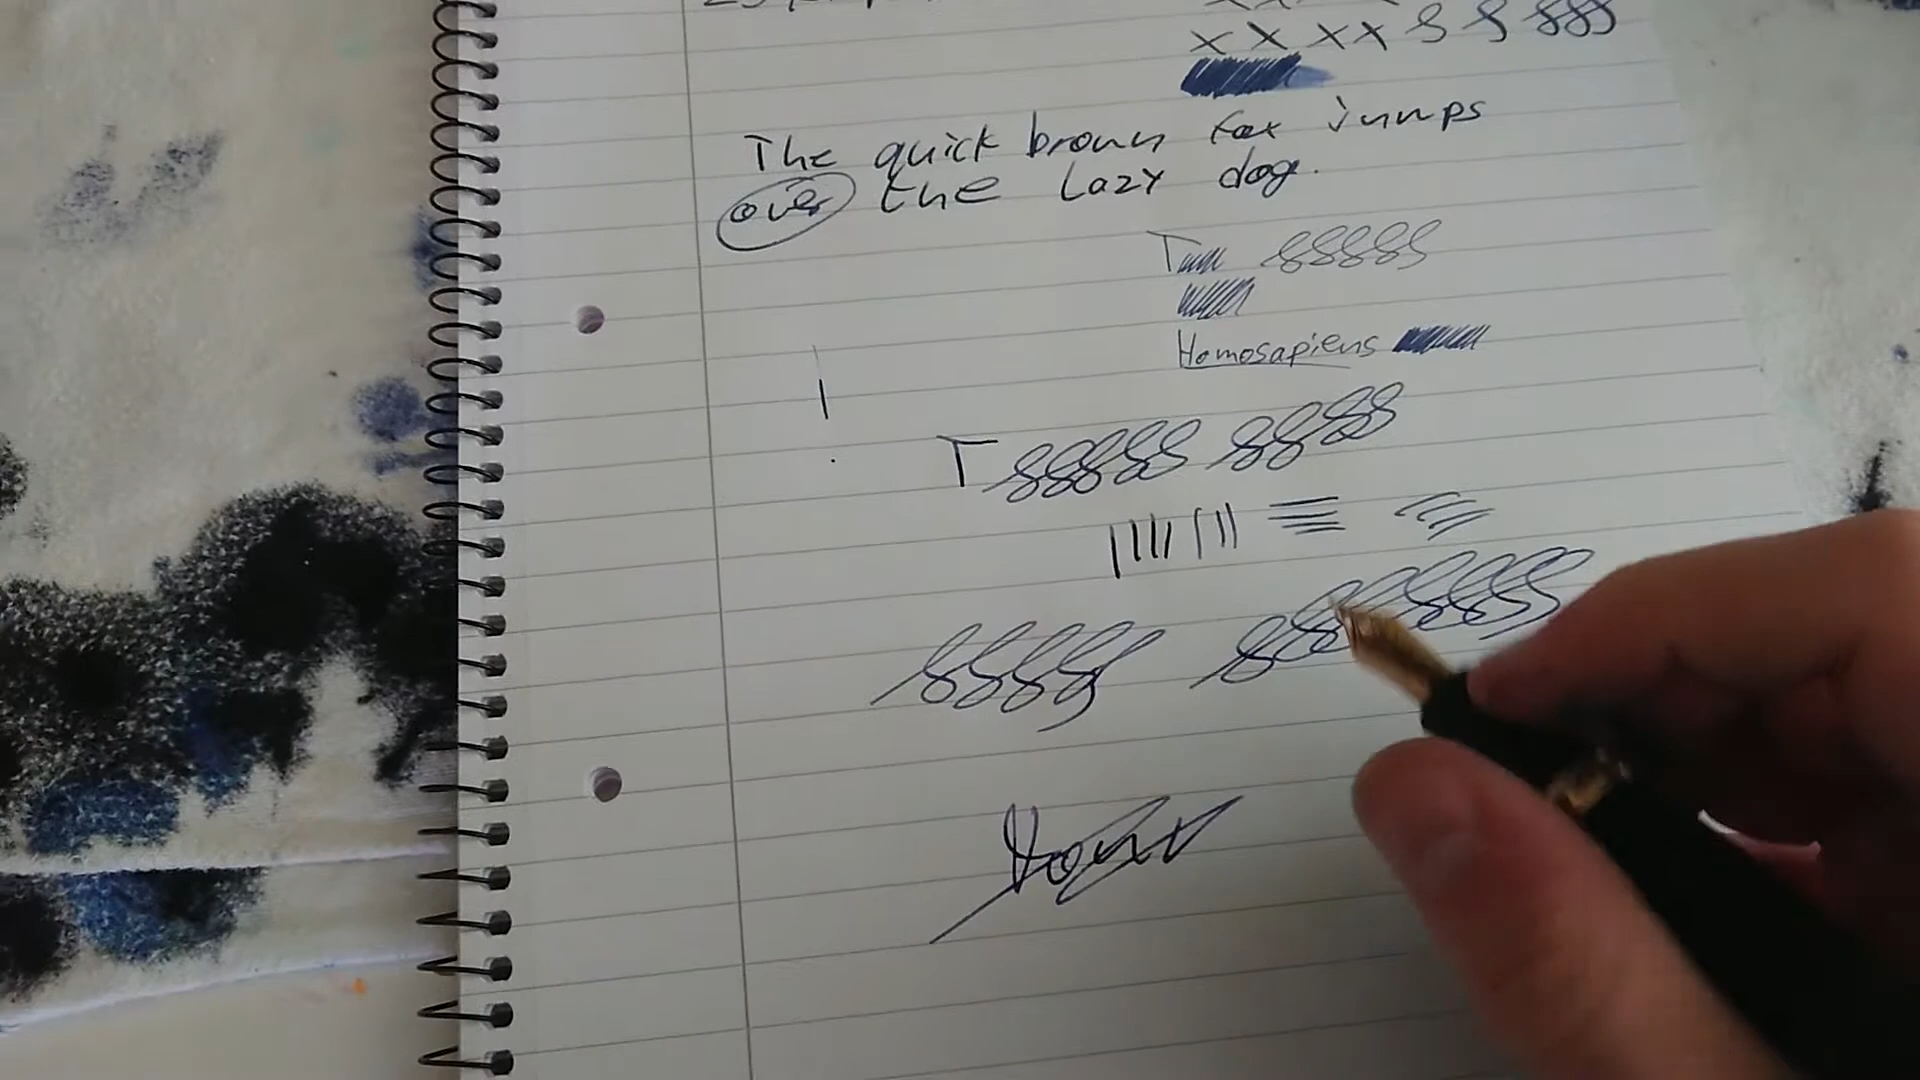 x x x x
The quick brown fox jumps
over the lazy dog.
T
Homosapiens
T